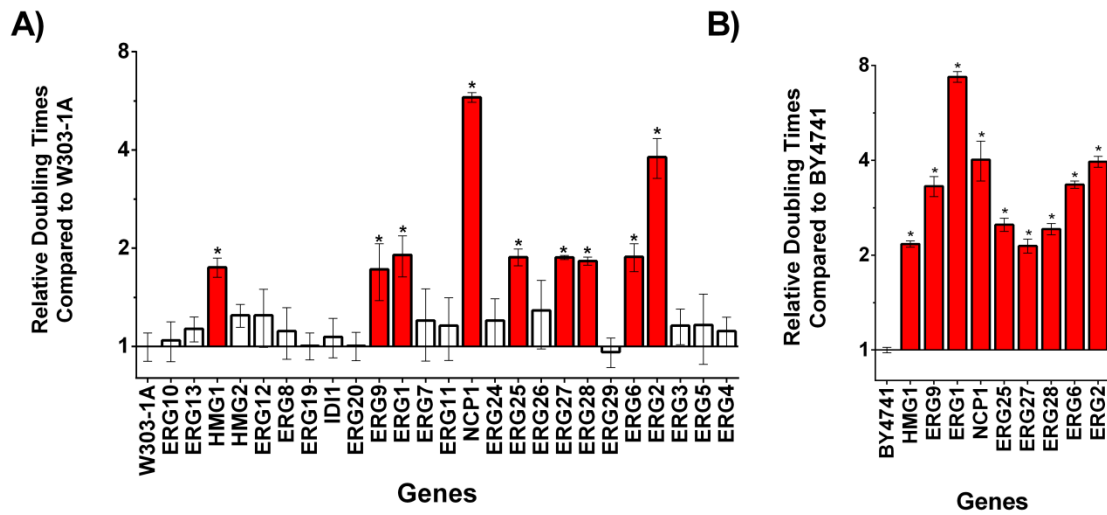 A)
Relative Doubling Times
Compared to W303-1A
8
4
2
1
*
*
*
*
*
*
*
*
*
W303-1A
ERG10
ERG13
HMG1
HMG2
ERG12
ERG8
ERG19
IDI1
ERG20
ERG9
ERG1
ERG7
ERG11
NCP1
ERG24
ERG25
ERG26
ERG27
ERG28
ERG29
ERG6
ERG2
ERG3
ERG5
ERG4
Genes
B)
Relative Doubling Times
Compared to BY4741
8
4
2
1
*
*
*
*
*
*
*
*
*
BY4741
HMG1
ERG9
ERG1
NCP1
ERG25
ERG27
ERG28
ERG6
ERG2
Genes